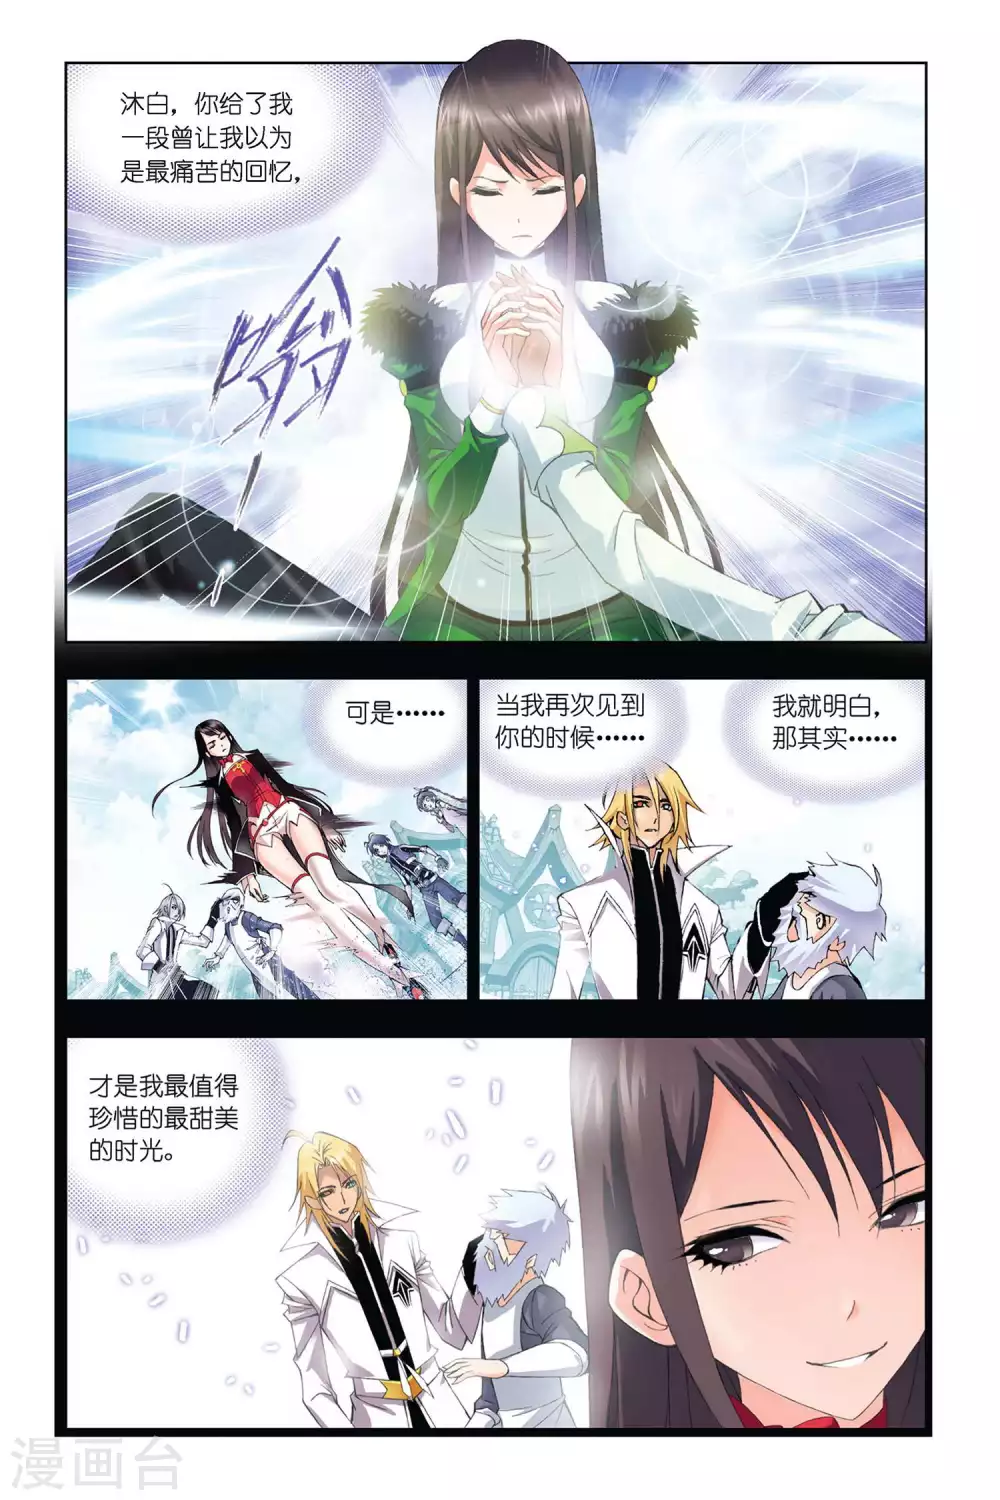 沐白，你给了我
一段曾让我以为
是最痛苦的回忆，
嗡
可是……
当我再次见到
你的时候……
我就明白，
那其实……
才是我最值得
珍惜的最甜美
的时光。
漫画台